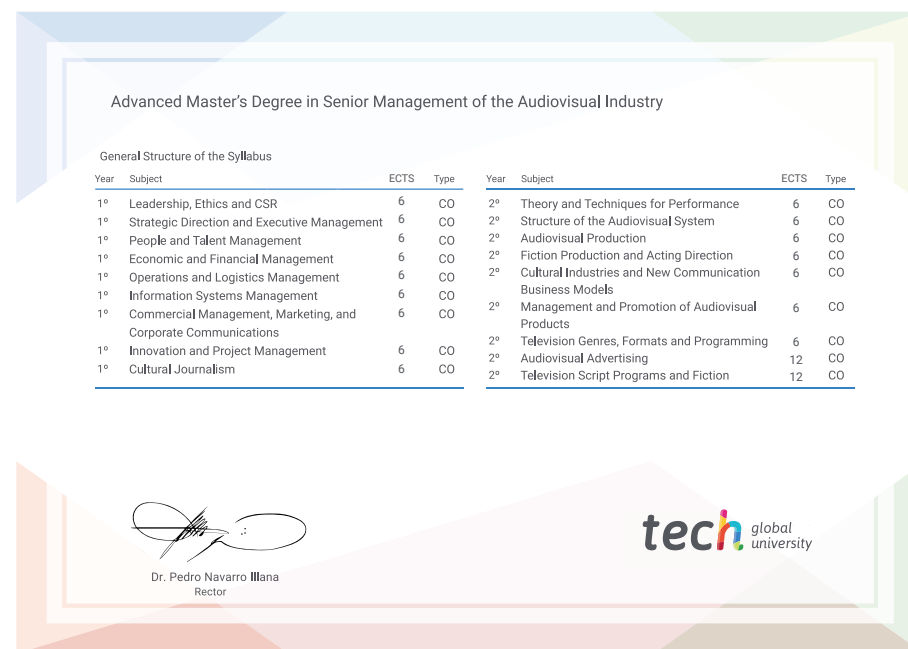 Advanced Master's Degree in Senior Management of the Audiovisual Industry
General Structure of the Syllabus
Year Subject ECTS Type
1º Leadership, Ethics and CSR 6 CO
1º Strategic Direction and Executive Management 6 CO
1º People and Talent Management 6 CO
1º Economic and Financial Management 6 CO
1º Operations and Logistics Management 6 CO
1º Information Systems Management 6 CO
1º Commercial Management, Marketing, and 6 CO
Corporate Communications
1º Innovation and Project Management 6 CO
1º Cultural Journalism 6 CO
Year Subject ECTS Type
2º Theory and Techniques for Performance 6 CO
2º Structure of the Audiovisual System 6 CO
2º Audiovisual Production 6 CO
2º Fiction Production and Acting Direction 6 CO
2º Cultural Industries and New Communication 6 CO
Business Models
2º Management and Promotion of Audiovisual 6 CO
Products
2º Television Genres, Formats and Programming 6 CO
2º Audiovisual Advertising 12 CO
2º Television Script Programs and Fiction 12 CO
Dr. Pedro Navarro Illana
Rector
tech global
university